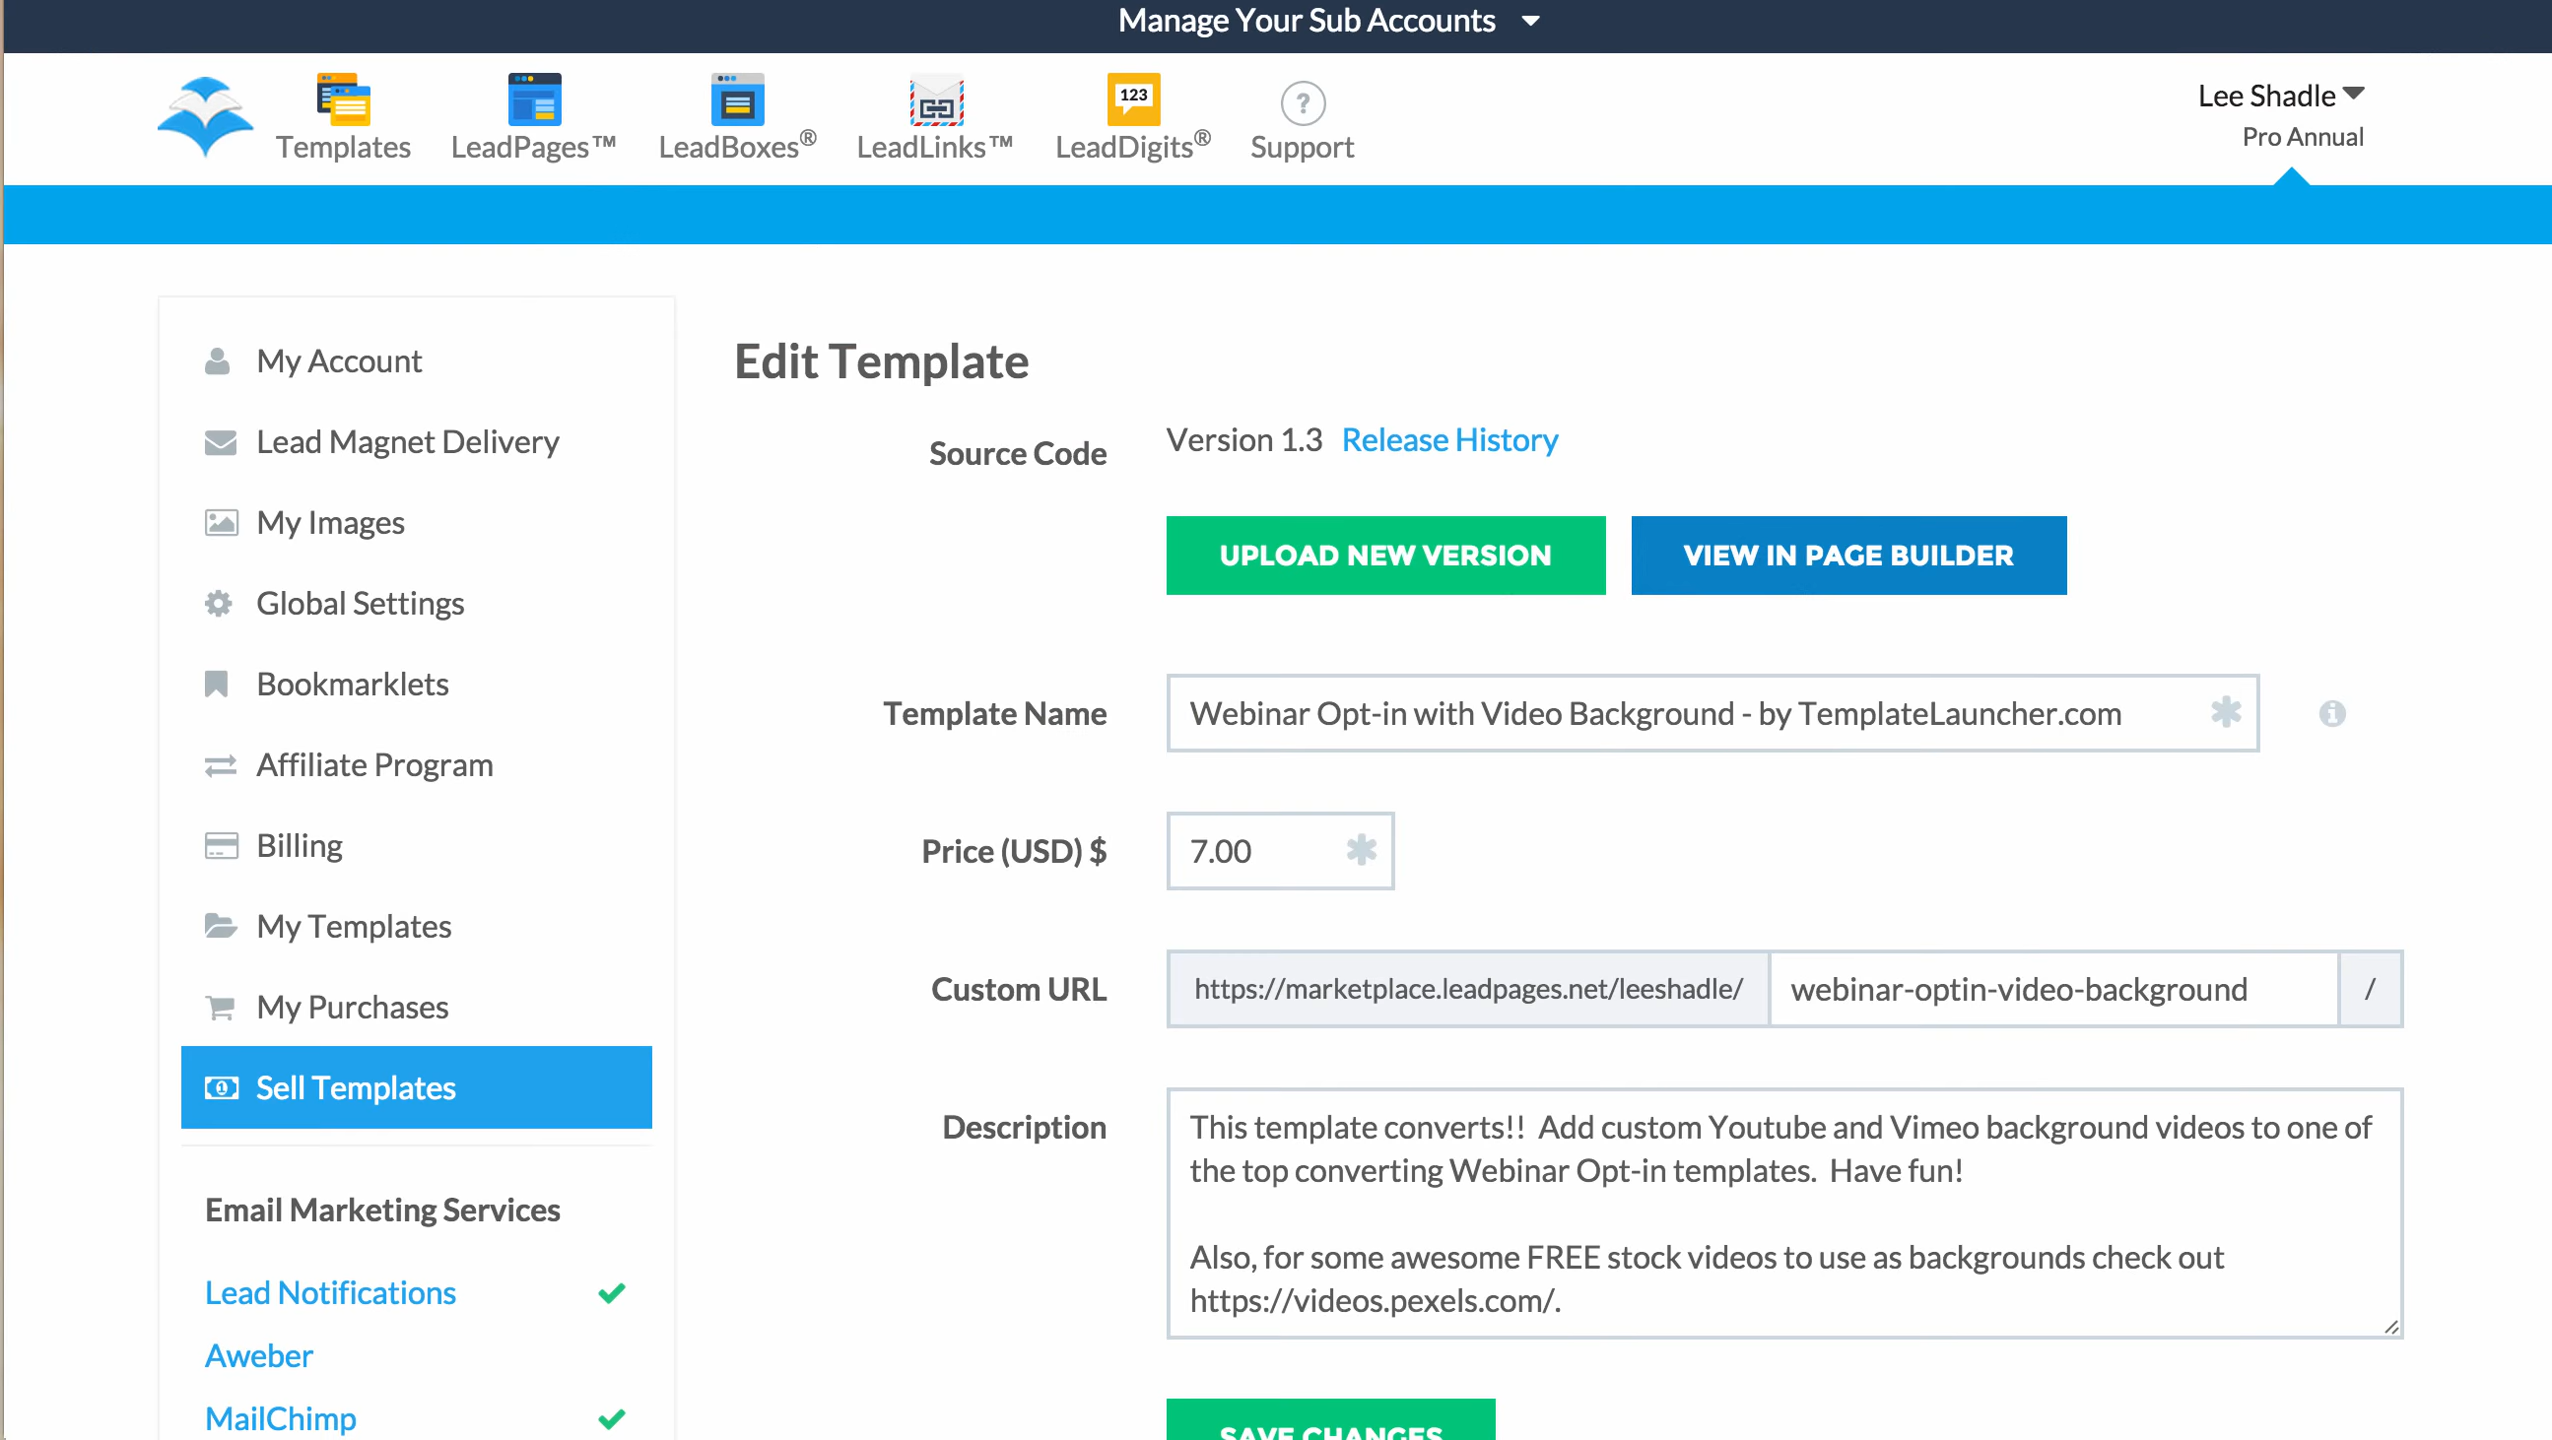 Manage Your Sub Accounts
Templates
LeadPages™
LeadBoxes®
LeadLinks™
123
LeadDigits®
?
Support
Lee Shadle
Pro Annual
My Account
Lead Magnet Delivery
My Images
Global Settings
Bookmarklets
Affiliate Program
Billing
My Templates
My Purchases
Sell Templates
Email Marketing Services
Lead Notifications
Aweber
MailChimp
Edit Template
Source Code
Version 1.3 Release History
UPLOAD NEW VERSION
VIEW IN PAGE BUILDER
Template Name
Webinar Opt-in with Video Background - by TemplateLauncher.com
Price (USD) $
7.00
Custom URL
https://marketplace.leadpages.net/leeshadle/
webinar-optin-video-background
/
Description
This template converts!! Add custom Youtube and Vimeo background videos to one of
the top converting Webinar Opt-in templates. Have fun!
Also, for some awesome FREE stock videos to use as backgrounds check out
https://videos.pexels.com/.
SAVE CHANGES